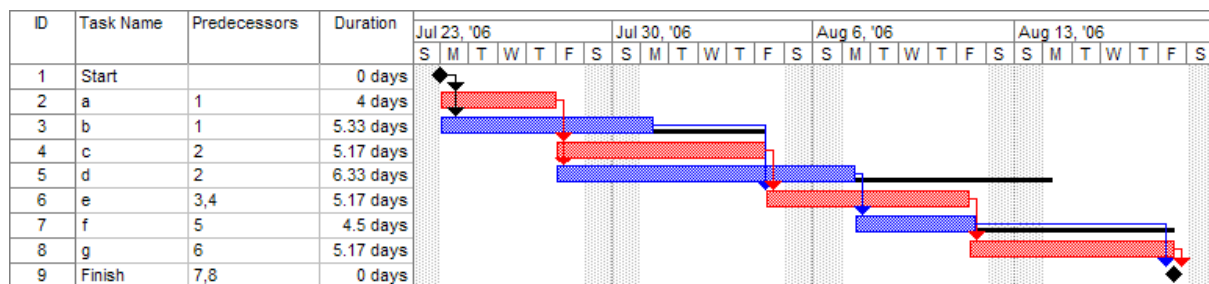 ID Task Name Predecessors Duration
Jul 23, '06 Jul 30, '06 Aug 6, '06 Aug 13, '06
S M T W T F S S M T W T F S S M T W T F S S M T W T F S
1 Start 0 days
2 a 1 4 days
3 b 1 5.33 days
4 c 2 5.17 days
5 d 2 6.33 days
6 e 3,4 5.17 days
7 f 5 4.5 days
8 g 6 5.17 days
9 Finish 7,8 0 days